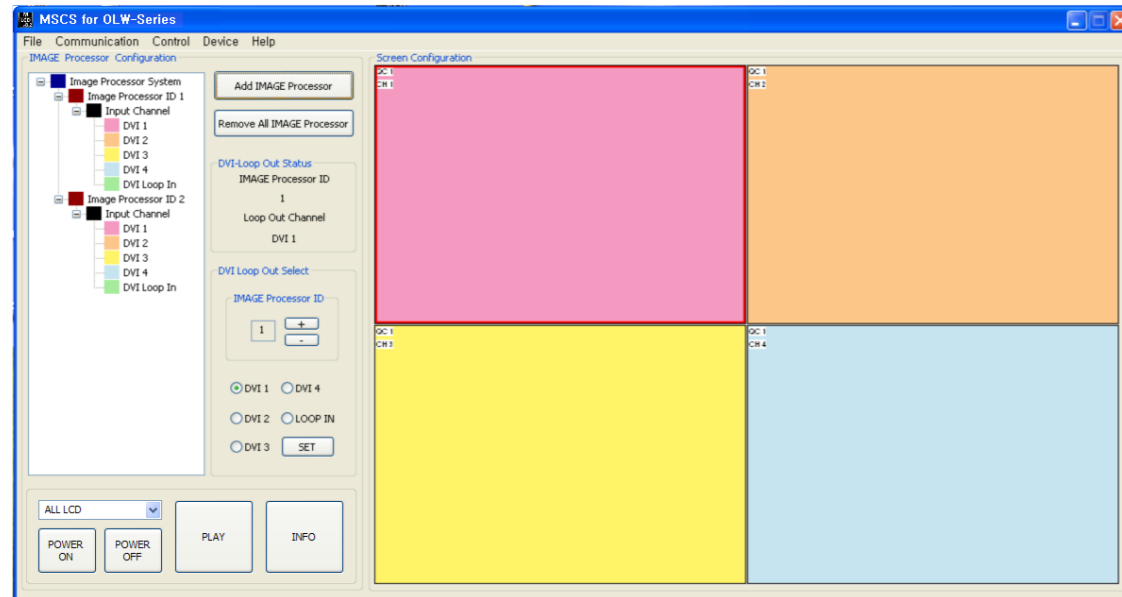 MSCS for OLW-Series
File Communication Control Device Help
IMAGE Processor Configuration
Image Processor System
Image Processor ID 1
Input Channel
DVI 1
DVI 2
DVI 3
DVI 4
DVI Loop In
Image Processor ID 2
Input Channel
DVI 1
DVI 2
DVI 3
DVI 4
DVI Loop In
Add IMAGE Processor
Remove All IMAGE Processor
DVI-Loop Out Status
IMAGE Processor ID
1
Loop Out Channel
DVI 1
DVI Loop Out Select
IMAGE Processor ID
1
+
-
DVI 1 DVI 4
DVI 2 LOOP IN
DVI 3 SET
ALL LCD
POWER
ON
POWER
OFF
PLAY
INFO
Screen Configuration
QC 1
CH 1
QC 1
CH 2
QC 1
CH 3
QC 1
CH 4